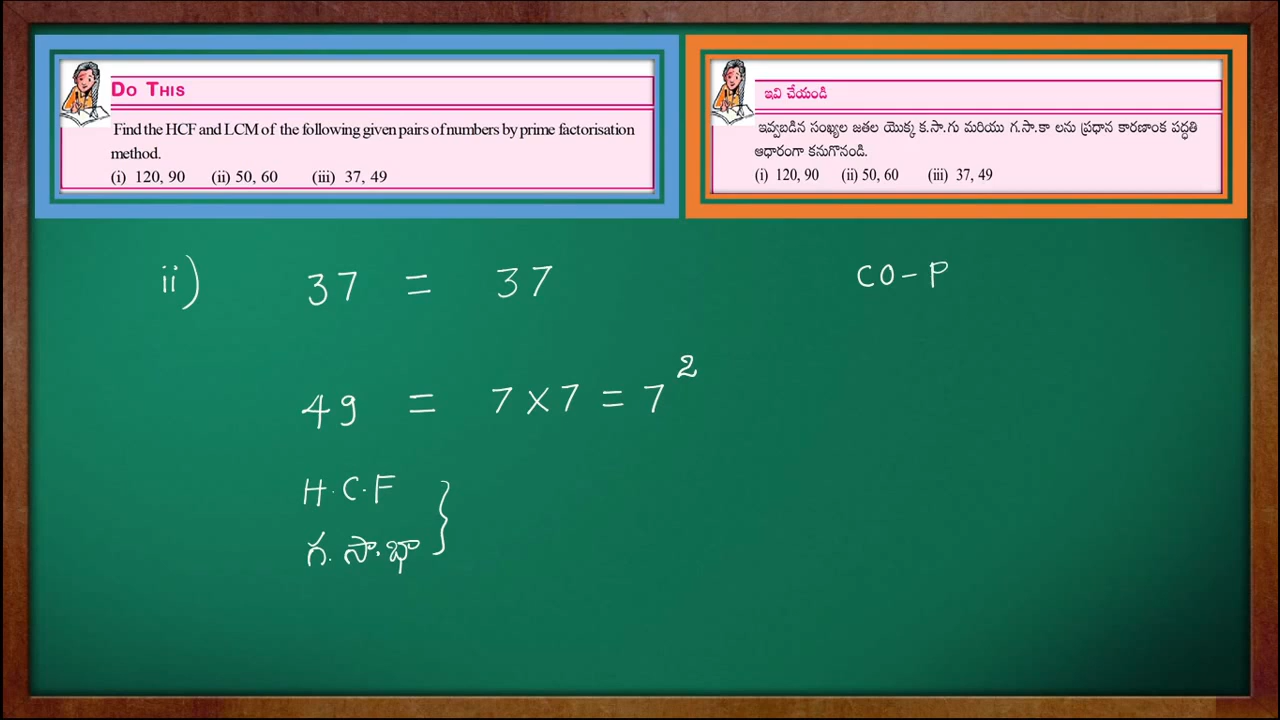 DO THIS
Find the HCF and LCM of the following given pairs of numbers by prime factorisation
method.
(i) 120, 90 (ii) 50, 60 (iii) 37, 49
ఇవి చేయండి
ఇవ్వబడిన సంఖ్యల జతల యొక్క క.సా.గు మరియు గ.సా.కా లను ప్రధాన కారణాంక పద్ధతి
ఆధారంగా కనుగొనండి.
(i) 120, 90 (ii) 50, 60 (iii) 37, 49
ii) 37 = 37
CO-P
49 = 7×7 = 7²
H.C.F
గ.సా.భా }